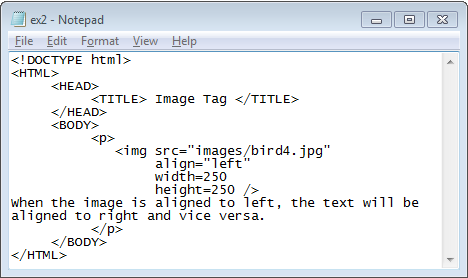 ex2 - Notepad
File Edit Format View Help
<!DOCTYPE html>
<HTML>
<HEAD>
<TITLE> Image Tag </TITLE>
</HEAD>
<BODY>
<p>
<img src="images/bird4.jpg"
align="left"
width=250
height=250 />
When the image is aligned to left, the text will be
aligned to right and vice versa.
</p>
</BODY>
</HTML>